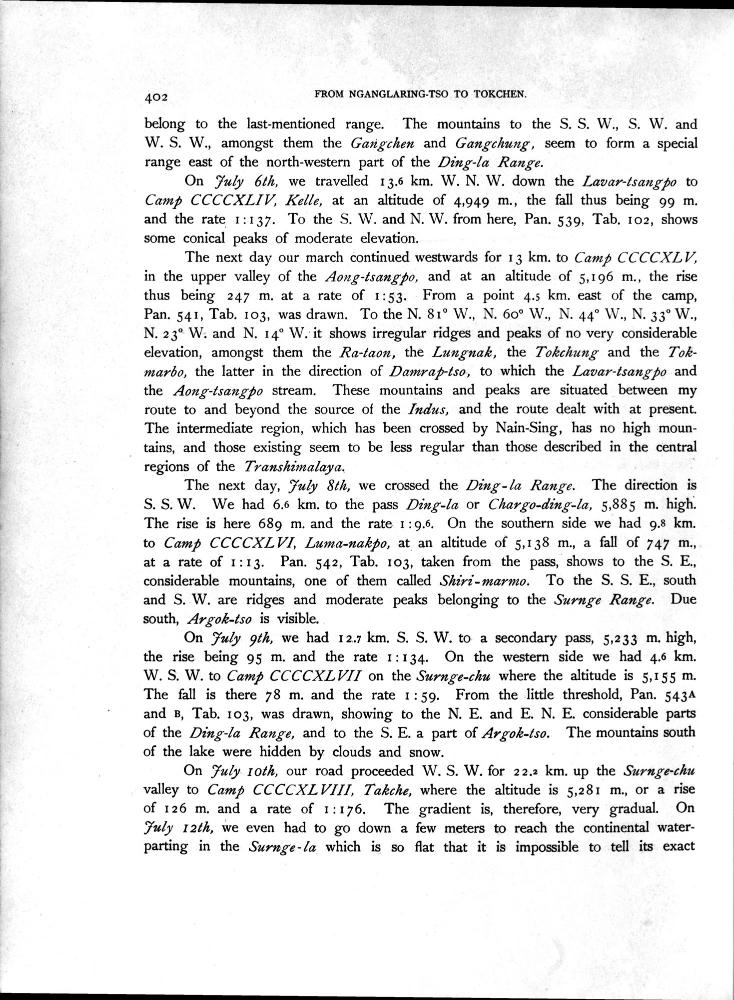 402
FROM NGANGLARING-TSO TO TOKCHEN.
belong to the last-mentioned range. The mountains to the S. S. W., S. W. and
W. S. W., amongst them the Gangchen and Gangchung, seem to form a special
range east of the north-western part of the Ding-la Range.
On July 6th, we travelled 13.6 km. W. N. W. down the Lavar-tsangpo to
Camp CCCCXLIV, Kelle, at an altitude of 4,949 m., the fall thus being 99 m.
and the rate 1:137. To the S. W. and N. W. from here, Pan. 539, Tab. 102, shows
some conical peaks of moderate elevation.
The next day our march continued westwards for 13 km. to Camp CCCCXLV,
in the upper valley of the Aong-tsangpo, and at an altitude of 5,196 m., the rise
thus being 247 m. at a rate of 1:53. From a point 4.5 km. east of the camp,
Pan. 541, Tab. 103, was drawn. To the N. 81° W., N. 60° W., N. 44° W., N. 33° W.,
N. 23° W. and N. 14° W. it shows irregular ridges and peaks of no very considerable
elevation, amongst them the Ra-taon, the Lungnak, the Tokchung and the Tok-
marbo, the latter in the direction of Damrap-tso, to which the Lavar-tsangpo and
the Aong-tsangpo stream. These mountains and peaks are situated between my
route to and beyond the source of the Indus, and the route dealt with at present.
The intermediate region, which has been crossed by Nain-Sing, has no high moun-
tains, and those existing seem to be less regular than those described in the central
regions of the Transhimalaya.
The next day, July 8th, we crossed the Ding-la Range. The direction is
S. S. W. We had 6.6 km. to the pass Ding-la or Chargo-ding-la, 5,885 m. high.
The rise is here 689 m. and the rate 1:9.6. On the southern side we had 9.8 km.
to Camp CCCCXLVI, Luma-nakpo, at an altitude of 5,138 m., a fall of 747 m.,
at a rate of 1:13. Pan. 542, Tab. 103, taken from the pass, shows to the S. E.,
considerable mountains, one of them called Shiri-marmo. To the S. S. E., south
and S. W. are ridges and moderate peaks belonging to the Surnge Range. Due
south, Argok-tso is visible.
On July 9th, we had 12.7 km. S. S. W. to a secondary pass, 5,233 m. high,
the rise being 95 m. and the rate 1:134. On the western side we had 4.6 km.
W. S. W. to Camp CCCCXLVII on the Surnge-chu where the altitude is 5,155 m.
The fall is there 78 m. and the rate 1:59. From the little threshold, Pan. 543A
and B, Tab. 103, was drawn, showing to the N. E. and E. N. E. considerable parts
of the Ding-la Range, and to the S. E. a part of Argok-tso. The mountains south
of the lake were hidden by clouds and snow.
On July 10th, our road proceeded W. S. W. for 22.2 km. up the Surnge-chu
valley to Camp CCCCXLVIII, Takche, where the altitude is 5,281 m., or a rise
of 126 m. and a rate of 1:176. The gradient is, therefore, very gradual. On
July 12th, we even had to go down a few meters to reach the continental water-
parting in the Surnge-la which is so flat that it is impossible to tell its exact